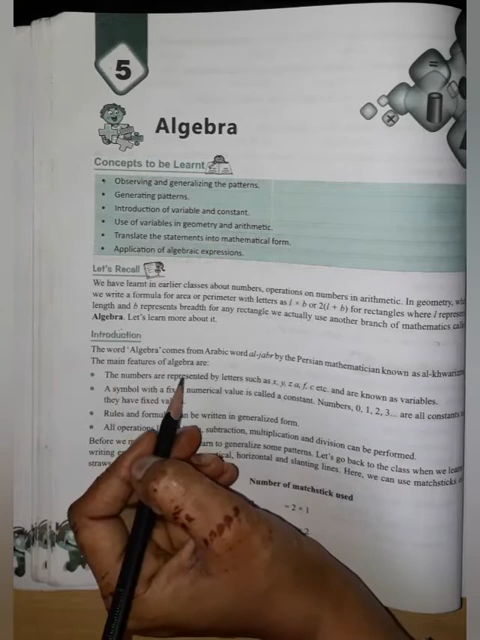 5
Algebra
Concepts to be Learnt
• Observing and generalizing the patterns.
• Generating patterns.
• Introduction of variable and constant.
• Use of variables in geometry and arithmetic.
• Translate the statements into mathematical form.
• Application of algebraic expressions.
Let's Recall
We have learnt in earlier classes about numbers, operations on numbers in arithmetic. In geometry,
we write a formula for area or perimeter with letters as l × b or 2(l + b) for rectangles where l
length and b represents breadth for any rectangle we actually use another branch of mathematics
Algebra. Let's learn more about it.
Introduction
The word 'Algebra' comes from Arabic word al-jabr by the Persian mathematician known as
The main features of algebra are:
• The numbers are represented by letters such as x, y, z a, f, c etc. and are known as variables.
• A symbol with a numerical value is called a constant. Numbers, 0, 1, 2, 3... are all constants
they have fixed
• Rules and can be written in generalized form.
• All subtraction, multiplication and division can be performed.
Before we to generalize some patterns. Let's go back to the class when we
writing horizontal and slanting lines. Here, we can use matchsticks
Number of matchstick used
= 2 × 1